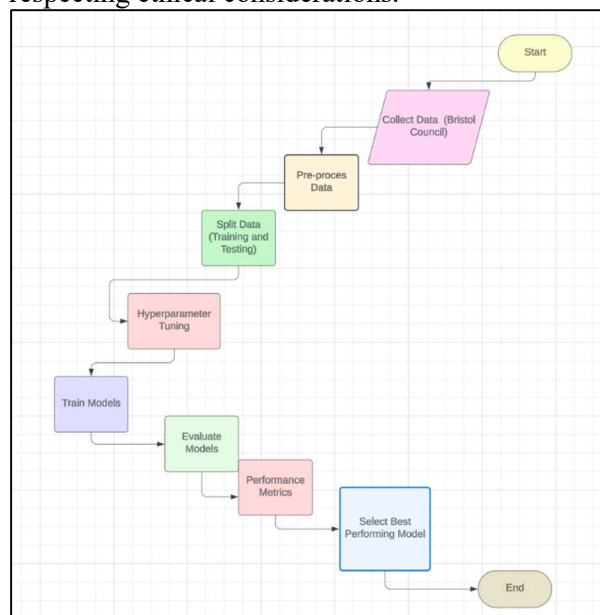 respecting ethical considerations.
Start
Collect Data (Bristol
Council)
Pre-proces
Data
Split Data
(Training and
Testing)
Hyperparameter
Tuning
Train Models
Evaluate
Models
Performance
Metrics
Select Best
Performing Model
End